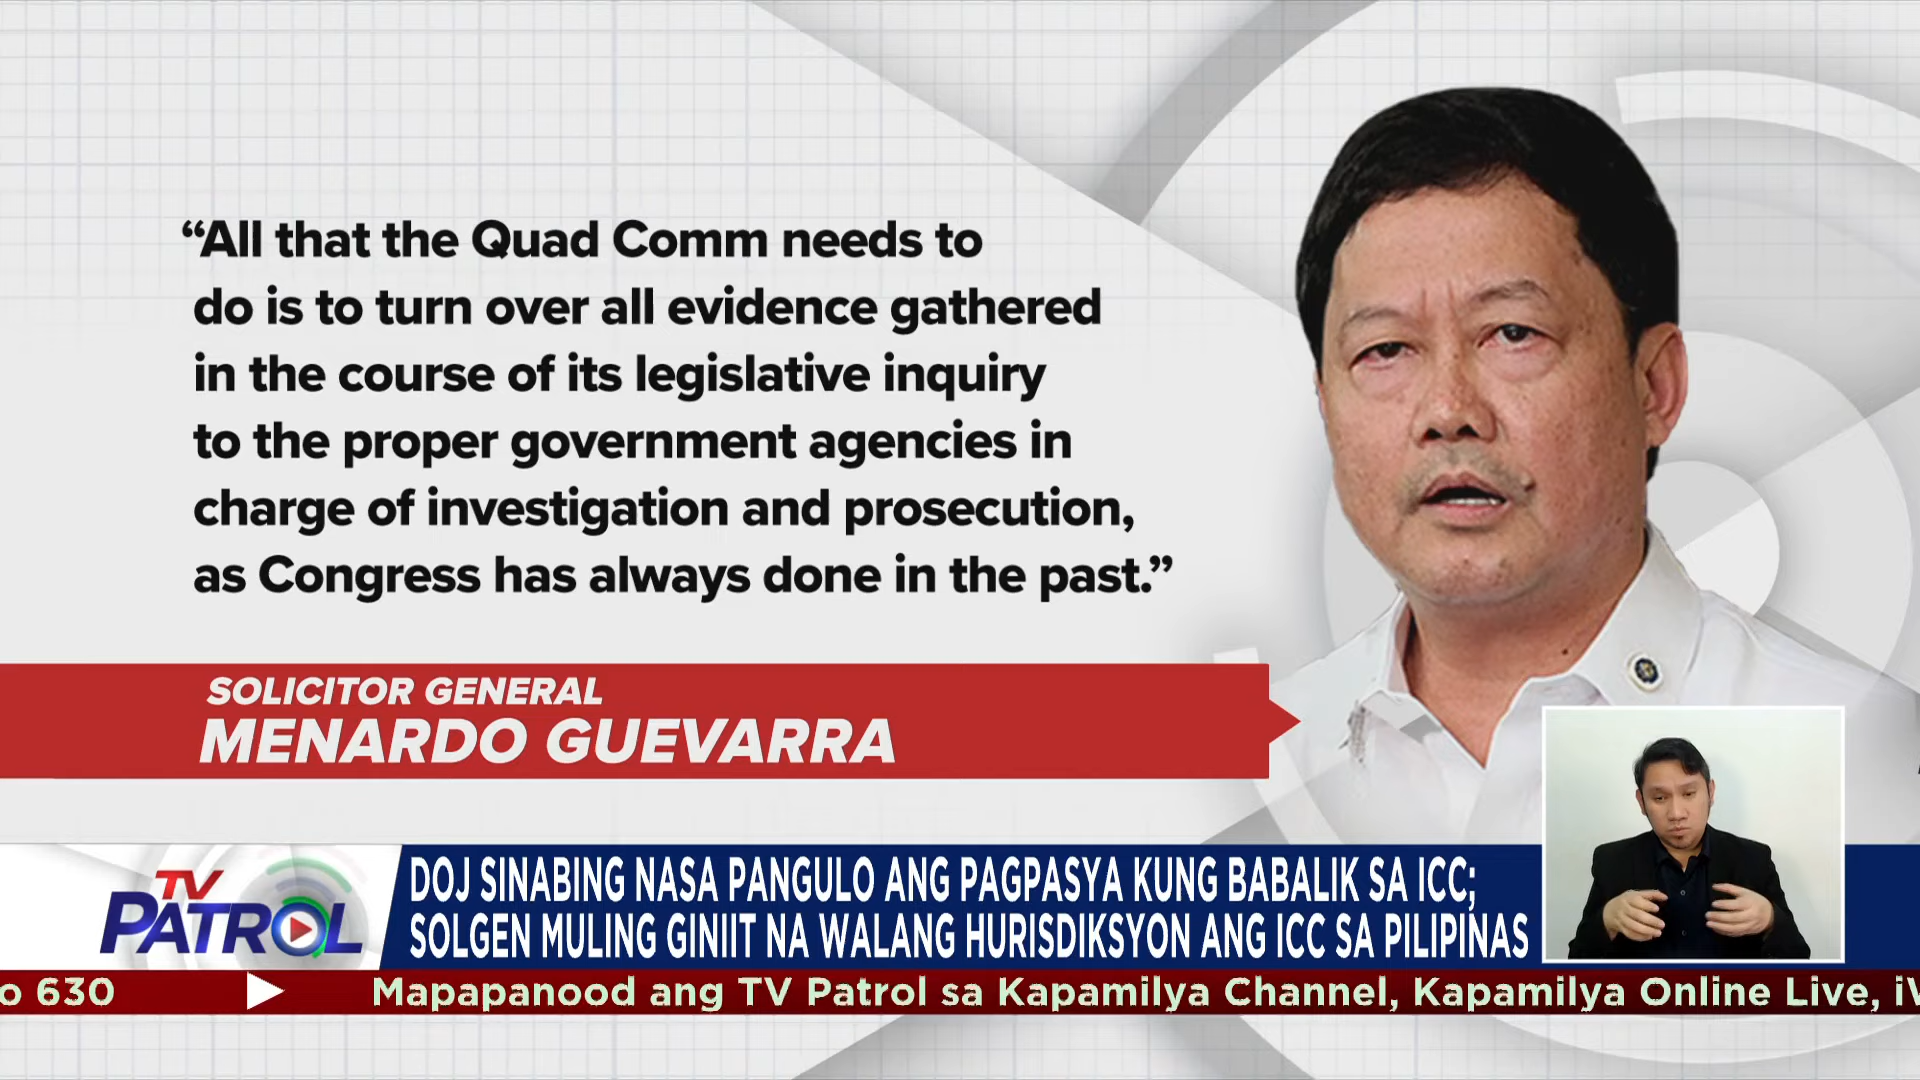 “All that the Quad Comm needs to
do is to turn over all evidence gathered
in the course of its legislative inquiry
to the proper government agencies in
charge of investigation and prosecution,
as Congress has always done in the past.”
SOLICITOR GENERAL
MENARDO GUEVARRA
TV
PATROL
DOJ SINABING NASA PANGULO ANG PAGPASYA KUNG BABALIK SA ICC;
SOLGEN MULING GINIIT NA WALANG HURISDIKSYON ANG ICC SA PILIPINAS
o 630 Mapapanood ang TV Patrol sa Kapamilya Channel, Kapamilya Online Live,